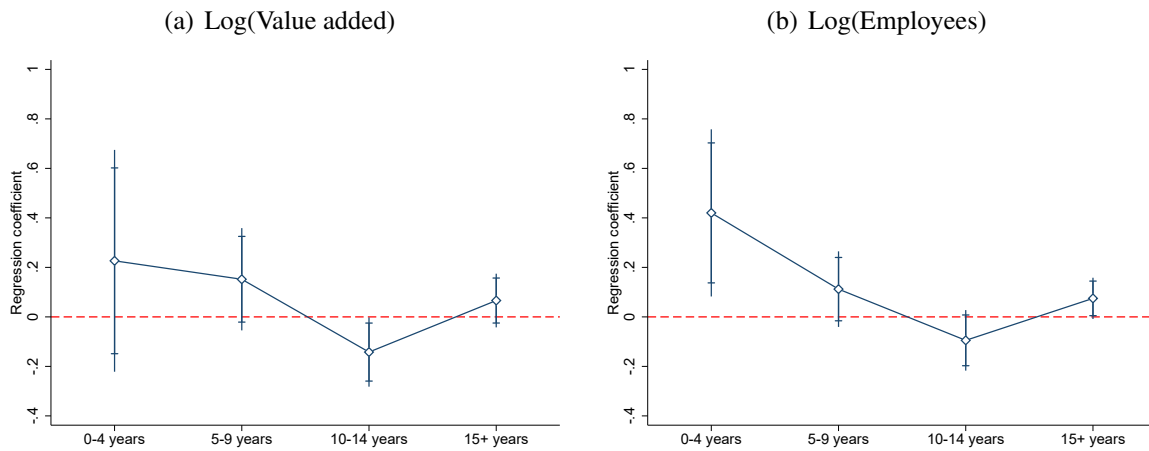 (a) Log(Value added)
Regression coefficient
1
.8
.6
.4
.2
0
-.2
-.4
0-4 years
5-9 years
10-14 years
15+ years
(b) Log(Employees)
Regression coefficient
1
.8
.6
.4
.2
0
-.2
-.4
0-4 years
5-9 years
10-14 years
15+ years